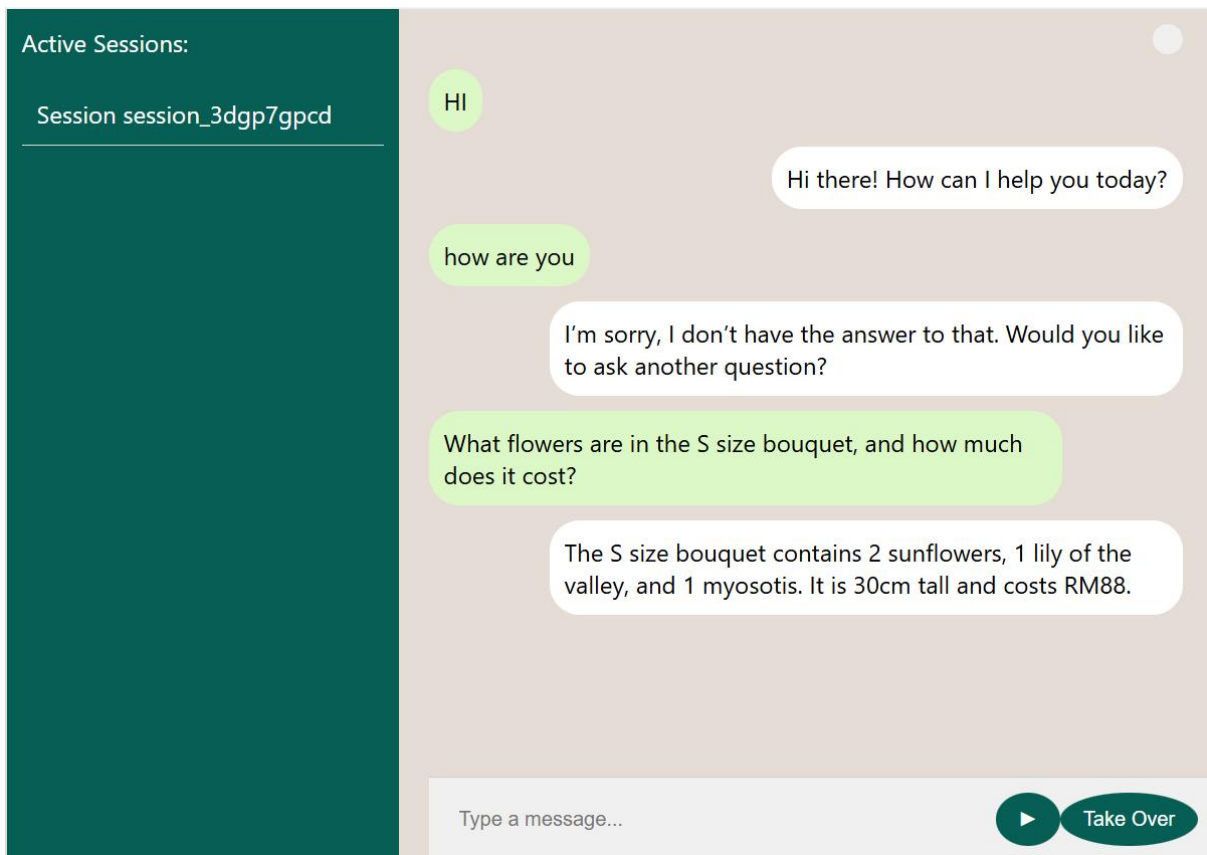 Active Sessions:
Session session_3dgp7gpcd
HI
Hi there! How can I help you today?
how are you
I’m sorry, I don’t have the answer to that. Would you like
to ask another question?
What flowers are in the S size bouquet, and how much
does it cost?
The S size bouquet contains 2 sunflowers, 1 lily of the
valley, and 1 myosotis. It is 30cm tall and costs RM88.
Type a message...
Take Over